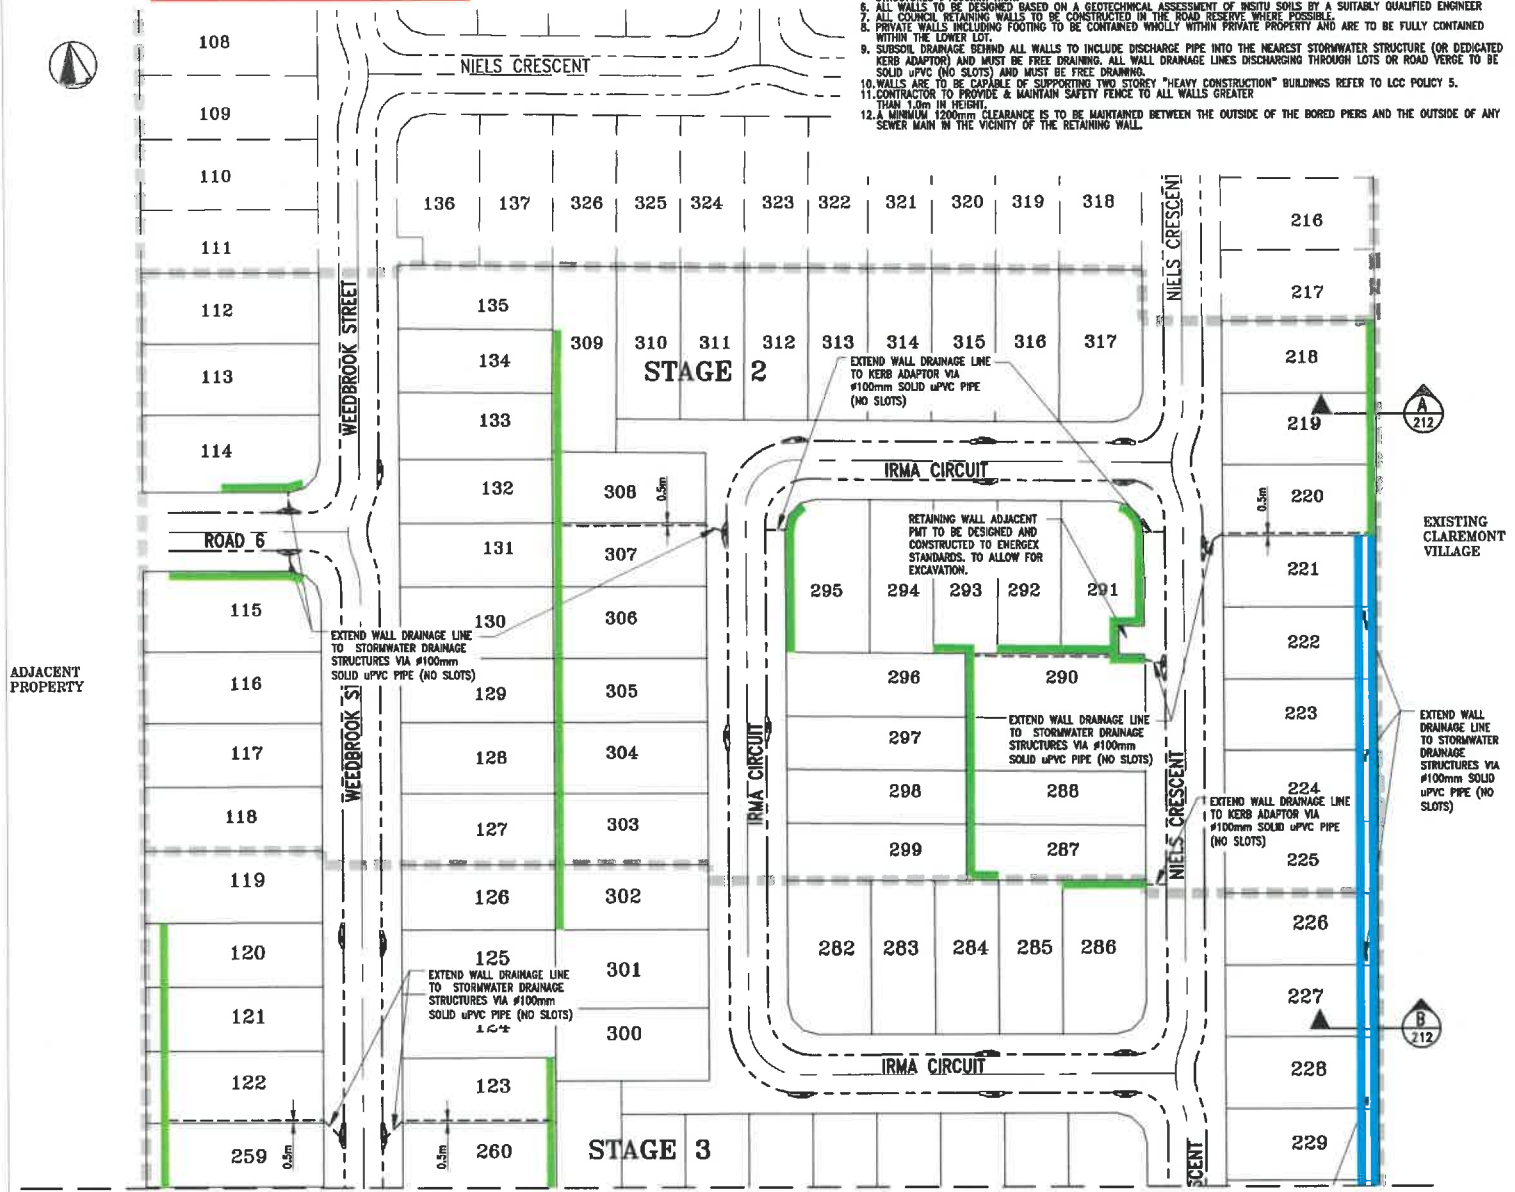 6. ALL WALLS TO BE DESIGNED BASED ON A GEOTECHNICAL ASSESSMENT OF INSITU SOILS BY A SUITABLY QUALIFIED ENGINEER
7. ALL COUNCIL RETAINING WALLS TO BE CONSTRUCTED IN THE ROAD RESERVE WHERE POSSIBLE.
8. PRIVATE WALLS INCLUDING FOOTING TO BE CONTAINED WHOLLY WITHIN PRIVATE PROPERTY AND ARE TO BE FULLY CONTAINED
WITHIN THE LOWER LOT.
9. SUBSOIL DRAINAGE BEHIND ALL WALLS TO INCLUDE DISCHARGE PIPE INTO THE NEAREST STORMWATER STRUCTURE (OR DEDICATED
KERB ADAPTOR) AND MUST BE FREE DRAINING. ALL WALL DRAINAGE LINES DISCHARGING THROUGH LOTS OR ROAD VERGE TO BE
SOLID uPVC (NO SLOTS) AND MUST BE FREE DRAINING.
10. WALLS ARE TO BE CAPABLE OF SUPPORTING TWO STOREY "HEAVY CONSTRUCTION" BUILDINGS REFER TO LCC POLICY 5.
11. CONTRACTOR TO PROVIDE & MAINTAIN SAFETY FENCE TO ALL WALLS GREATER
THAN 1.0m IN HEIGHT.
12. A MINIMUM 1200mm CLEARANCE IS TO BE MAINTAINED BETWEEN THE OUTSIDE OF THE BORED PIERS AND THE OUTSIDE OF ANY
SEWER MAIN IN THE VICINITY OF THE RETAINING WALL.
108
NIELS CRESCENT
109
110
111
136 137 326 325 324 323 322 321 320 319 318
NIELS CRESCENT
216
217
112
113
114
WEEDBROOK STREET
135
134
133
132
131
130
129
128
127
126
125
124
123
260
309 310 311 312 313 314 315 316 317
STAGE 2
EXTEND WALL DRAINAGE LINE
TO KERB ADAPTOR VIA
ø100mm SOLID uPVC PIPE
(NO SLOTS)
218
219
220
A
212
0.5m
IRMA CIRCUIT
308
0.5m
307
306
305
304
303
302
301
300
RETAINING WALL ADJACENT
PMT TO BE DESIGNED AND
CONSTRUCTED TO ENERGEX
STANDARDS. TO ALLOW FOR
EXCAVATION.
EXISTING
CLAREMONT
VILLAGE
ROAD 6
295 294 293 292 291
221
222
223
224
225
115
116
117
118
119
120
121
122
259
EXTEND WALL DRAINAGE LINE
TO STORMWATER DRAINAGE
STRUCTURES VIA ø100mm
SOLID uPVC PIPE (NO SLOTS)
ADJACENT
PROPERTY
WEEDBROOK S
296
297
298
299
290
288
287
EXTEND WALL DRAINAGE LINE
TO STORMWATER DRAINAGE
STRUCTURES VIA ø100mm
SOLID uPVC PIPE (NO SLOTS)
IRMA CIRCUIT
NIELS CRESCENT
EXTEND WALL
DRAINAGE LINE
TO STORMWATER
DRAINAGE
STRUCTURES VIA
ø100mm SOLID
uPVC PIPE (NO
SLOTS)
EXTEND WALL DRAINAGE LINE
TO KERB ADAPTOR VIA
ø100mm SOLID uPVC PIPE
(NO SLOTS)
282 283 284 285 286
226
227
228
229
B
212
EXTEND WALL DRAINAGE LINE
TO STORMWATER DRAINAGE
STRUCTURES VIA ø100mm
SOLID uPVC PIPE (NO SLOTS)
IRMA CIRCUIT
0.5m
0.5m
STAGE 3
SCENT